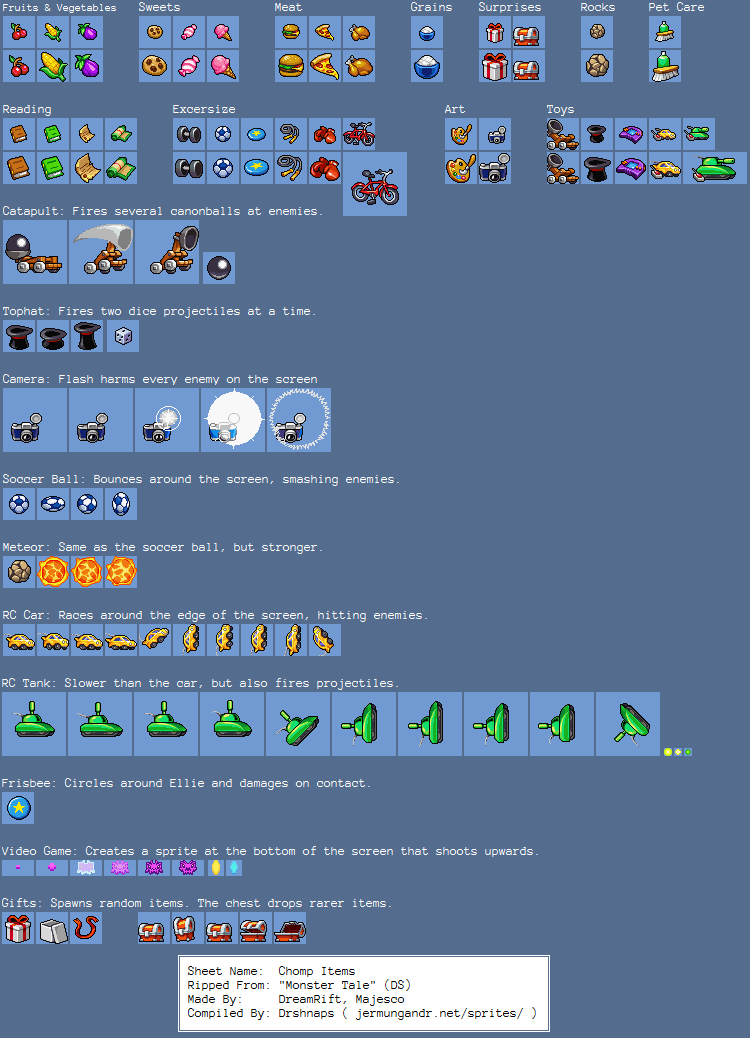 Fruits & Vegetables Sweets Meat Grains Surprises Rocks Pet Care
Reading Excersize Art Toys
Catapult: Fires several canonballs at enemies.
Tophat: Fires two dice projectiles at a time.
Camera: Flash harms every enemy on the screen
Soccer Ball: Bounces around the screen, smashing enemies.
Meteor: Same as the soccer ball, but stronger.
RC Car: Races around the edge of the screen, hitting enemies.
RC Tank: Slower than the car, but also fires projectiles.
Frisbee: Circles around Ellie and damages on contact.
Video Game: Creates a sprite at the bottom of the screen that shoots upwards.
Gifts: Spawns random items. The chest drops rarer items.
Sheet Name: Chomp Items
Ripped From: "Monster Tale" (DS)
Made By: DreamRift, Majesco
Compiled By: Drshnaps ( jermungandr.net/sprites/ )